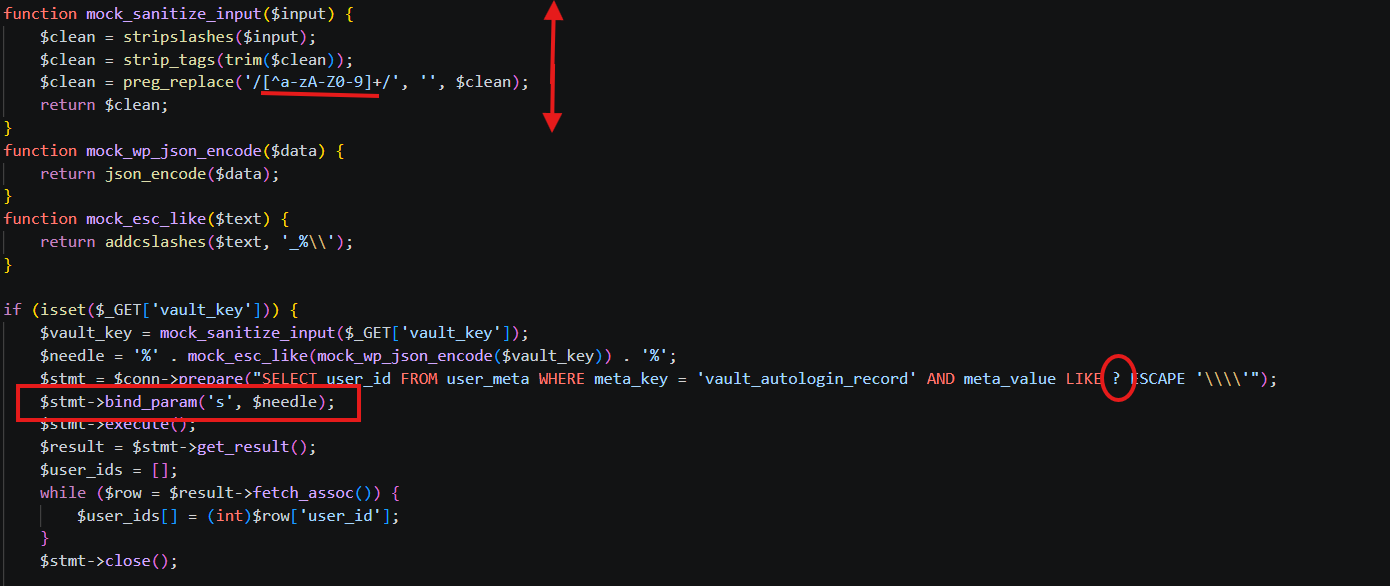 function mock_sanitize_input($input) {
$clean = stripslashes($input);
$clean = strip_tags(trim($clean));
$clean = preg_replace('/[^a-zA-Z0-9]+/', '', $clean);
return $clean;
}
function mock_wp_json_encode($data) {
return json_encode($data);
}
function mock_esc_like($text) {
return addcslashes($text, '_%\\');
}
if (isset($_GET['vault_key'])) {
$vault_key = mock_sanitize_input($_GET['vault_key']);
$needle = '%' . mock_esc_like(mock_wp_json_encode($vault_key)) . '%';
$stmt = $conn->prepare("SELECT user_id FROM user_meta WHERE meta_key = 'vault_autologin_record' AND meta_value LIKE ? ESCAPE '\\\\'");
$stmt->bind_param('s', $needle);
$stmt->execute();
$result = $stmt->get_result();
$user_ids = [];
while ($row = $result->fetch_assoc()) {
$user_ids[] = (int)$row['user_id'];
}
$stmt->close();